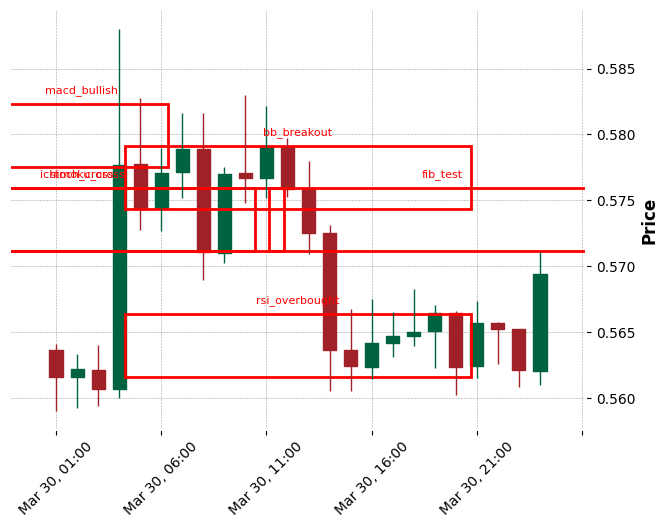 0.585
macd_bullish
0.580
bb_breakout
fib_test
0.575
Price
0.570
rsi_overbought
0.565
0.560
Mar 30, 01:00
Mar 30, 06:00
Mar 30, 11:00
Mar 30, 16:00
Mar 30, 21:00